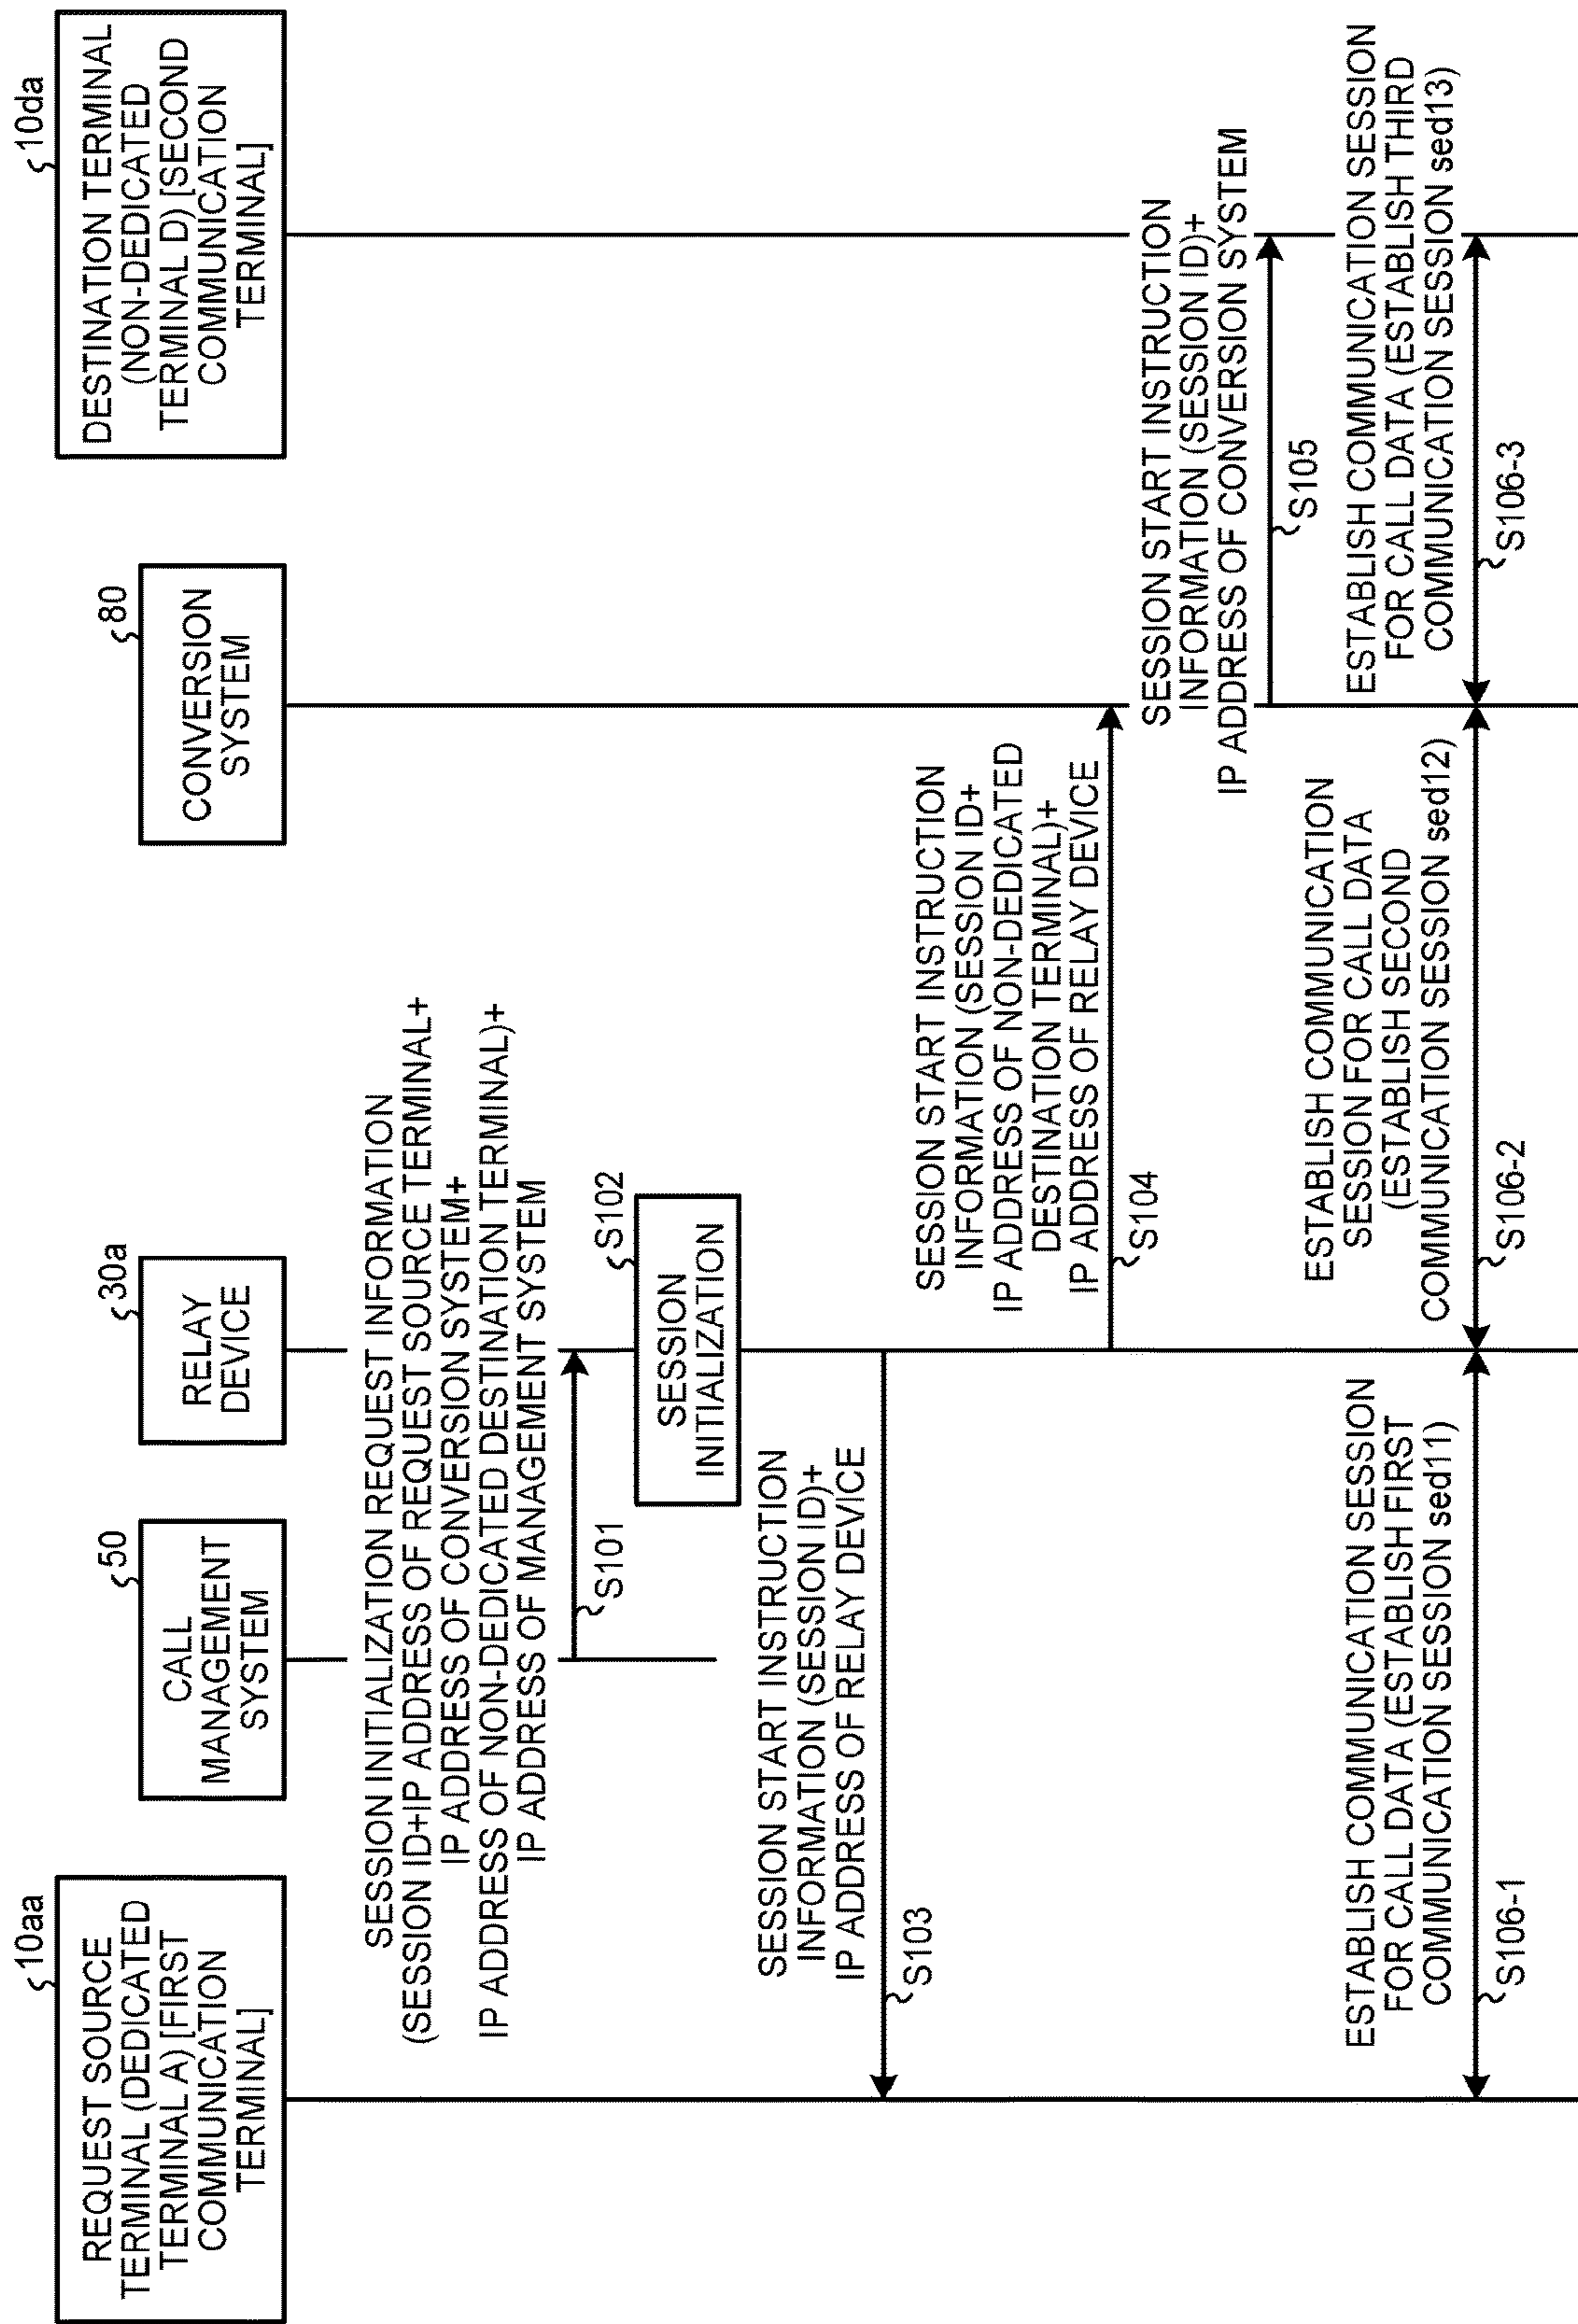 10aa
REQUEST SOURCE
TERMINAL (DEDICATED
TERMINAL A) [FIRST
COMMUNICATION
TERMINAL]
50
CALL
MANAGEMENT
SYSTEM
30a
RELAY
DEVICE
80
CONVERSION
SYSTEM
10da
DESTINATION TERMINAL
(NON-DEDICATED
TERMINAL D) [SECOND
COMMUNICATION
TERMINAL]
SESSION INITIALIZATION REQUEST INFORMATION
(SESSION ID+IP ADDRESS OF REQUEST SOURCE TERMINAL+
IP ADDRESS OF CONVERSION SYSTEM+
IP ADDRESS OF NON-DEDICATED DESTINATION TERMINAL)+
IP ADDRESS OF MANAGEMENT SYSTEM
S101
S102
SESSION
INITIALIZATION
SESSION START INSTRUCTION
INFORMATION (SESSION ID)+
IP ADDRESS OF RELAY DEVICE
S103
SESSION START INSTRUCTION
INFORMATION (SESSION ID+
IP ADDRESS OF NON-DEDICATED
DESTINATION TERMINAL)+
IP ADDRESS OF RELAY DEVICE
S104
SESSION START INSTRUCTION
INFORMATION (SESSION ID)+
IP ADDRESS OF CONVERSION SYSTEM
S105
ESTABLISH COMMUNICATION SESSION
FOR CALL DATA (ESTABLISH FIRST
COMMUNICATION SESSION sed11)
S106-1
ESTABLISH COMMUNICATION
SESSION FOR CALL DATA
(ESTABLISH SECOND
COMMUNICATION SESSION sed12)
S106-2
ESTABLISH COMMUNICATION SESSION
FOR CALL DATA (ESTABLISH THIRD
COMMUNICATION SESSION sed13)
S106-3